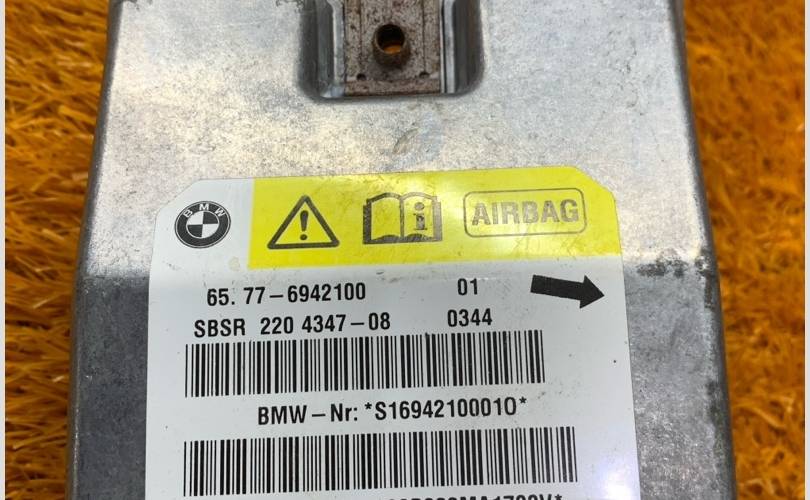 BMW
AIRBAG
65. 77-6942100 01
SBSR 220 4347-08 0344
BMW-Nr: *S16942100010*